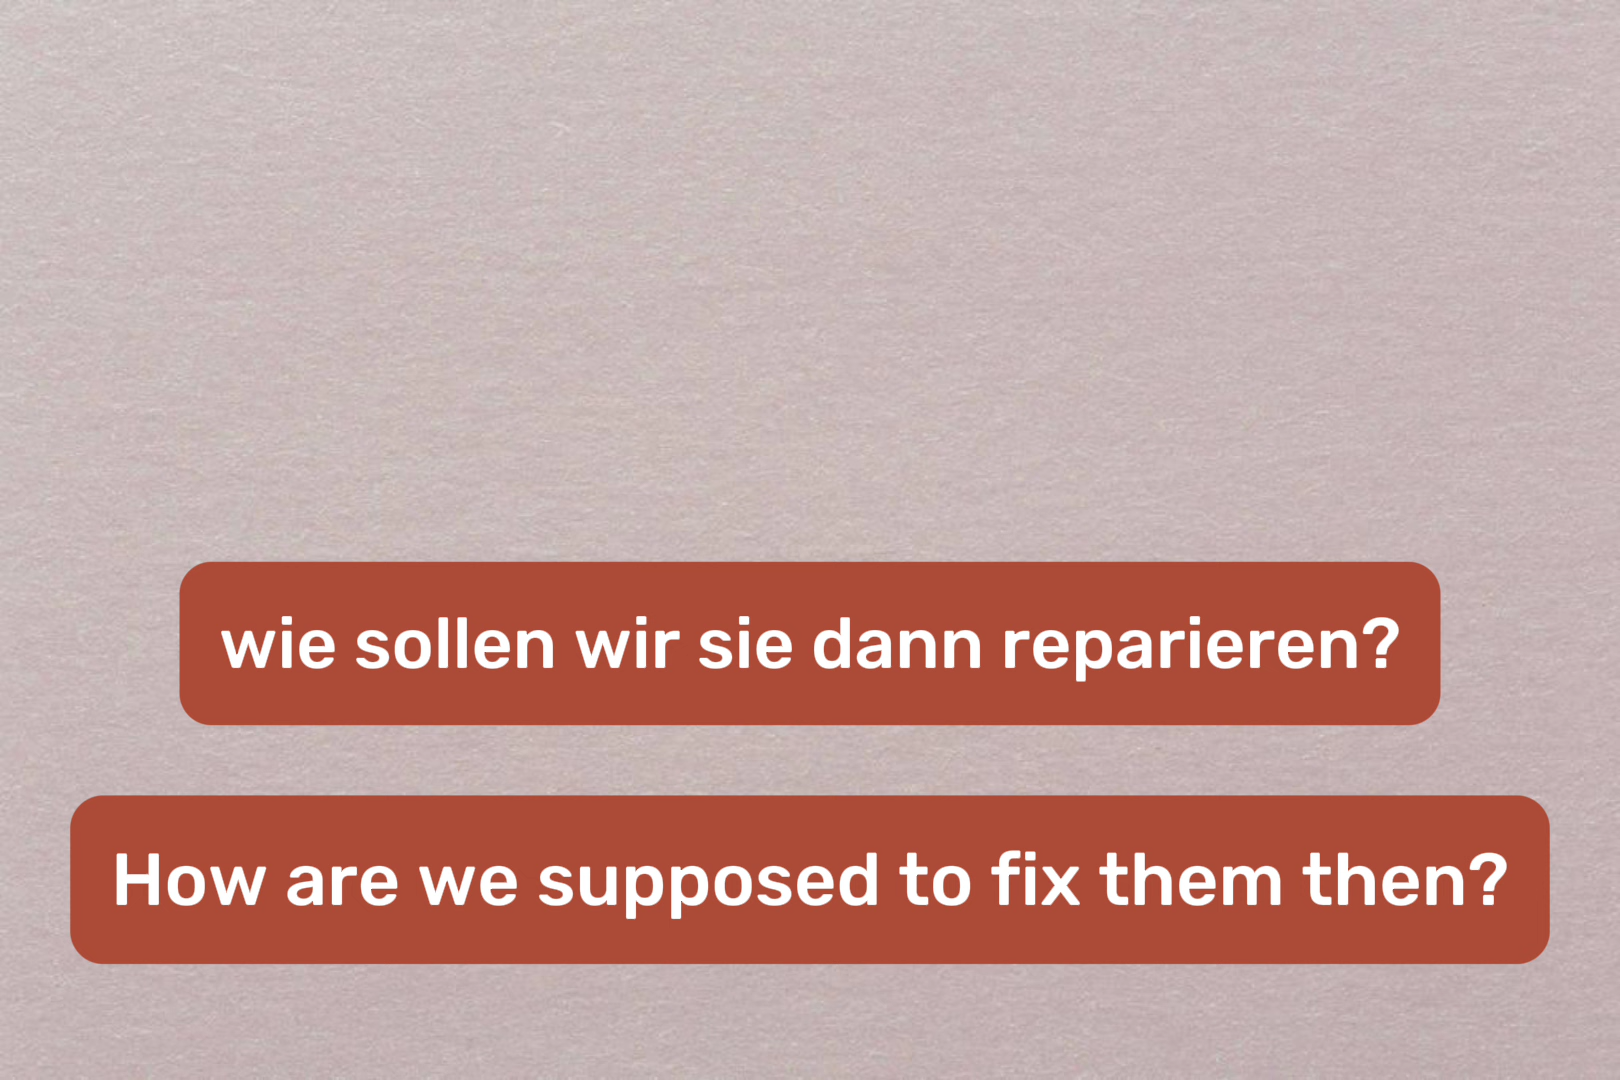 wie sollen wir sie dann reparieren?
How are we supposed to fix them then?